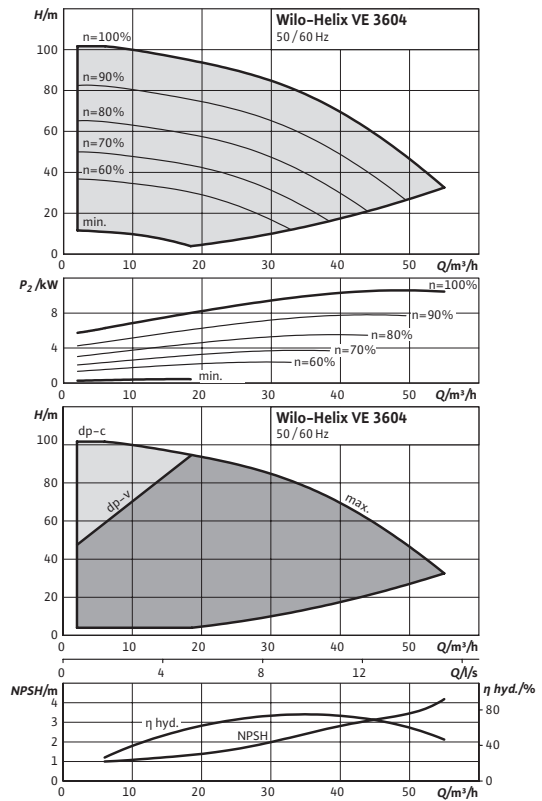 H/m
Wilo-Helix VE 3604
50 / 60 Hz
n=100%
100
n=90%
80
n=80%
60
n=70%
40
n=60%
20
min.
0
0 10 20 30 40 50 Q/m³/h
P₂ /kW
n=100%
8
n=90%
n=80%
4
n=70%
n=60%
min.
0
0 10 20 30 40 50 Q/m³/h
H/m
Wilo-Helix VE 3604
50 / 60 Hz
dp-c
100
80
dp-v
max.
60
40
20
0
0 10 20 30 40 50 Q/m³/h
0 4 8 12 Q/l/s
NPSH/m
η hyd./%
4
80
η hyd.
3
NPSH
2
40
1
0
0
0 10 20 30 40 50 Q/m³/h